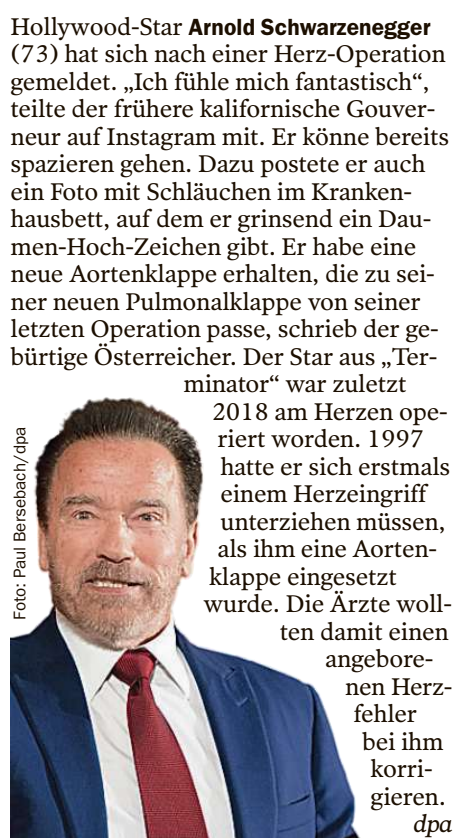 Hollywood-Star Arnold Schwarzenegger
(73) hat sich nach einer Herz-Operation
gemeldet. „Ich fühle mich fantastisch“,
teilte der frühere kalifornische Gouver-
neur auf Instagram mit. Er könne bereits
spazieren gehen. Dazu postete er auch
ein Foto mit Schläuchen im Kranken-
hausbett, auf dem er grinsend ein Dau-
men-Hoch-Zeichen gibt. Er habe eine
neue Aortenklappe erhalten, die zu sei-
ner neuen Pulmonalklappe von seiner
letzten Operation passe, schrieb der ge-
bürtige Österreicher. Der Star aus „Ter-
minator“ war zuletzt
2018 am Herzen ope-
riert worden. 1997
hatte er sich erstmals
einem Herzeingriff
unterziehen müssen,
als ihm eine Aorten-
klappe eingesetzt
wurde. Die Ärzte woll-
ten damit einen
angebore-
nen Herz-
fehler
bei ihm
korri-
gieren.
dpa
Foto: Paul Bersebach/dpa